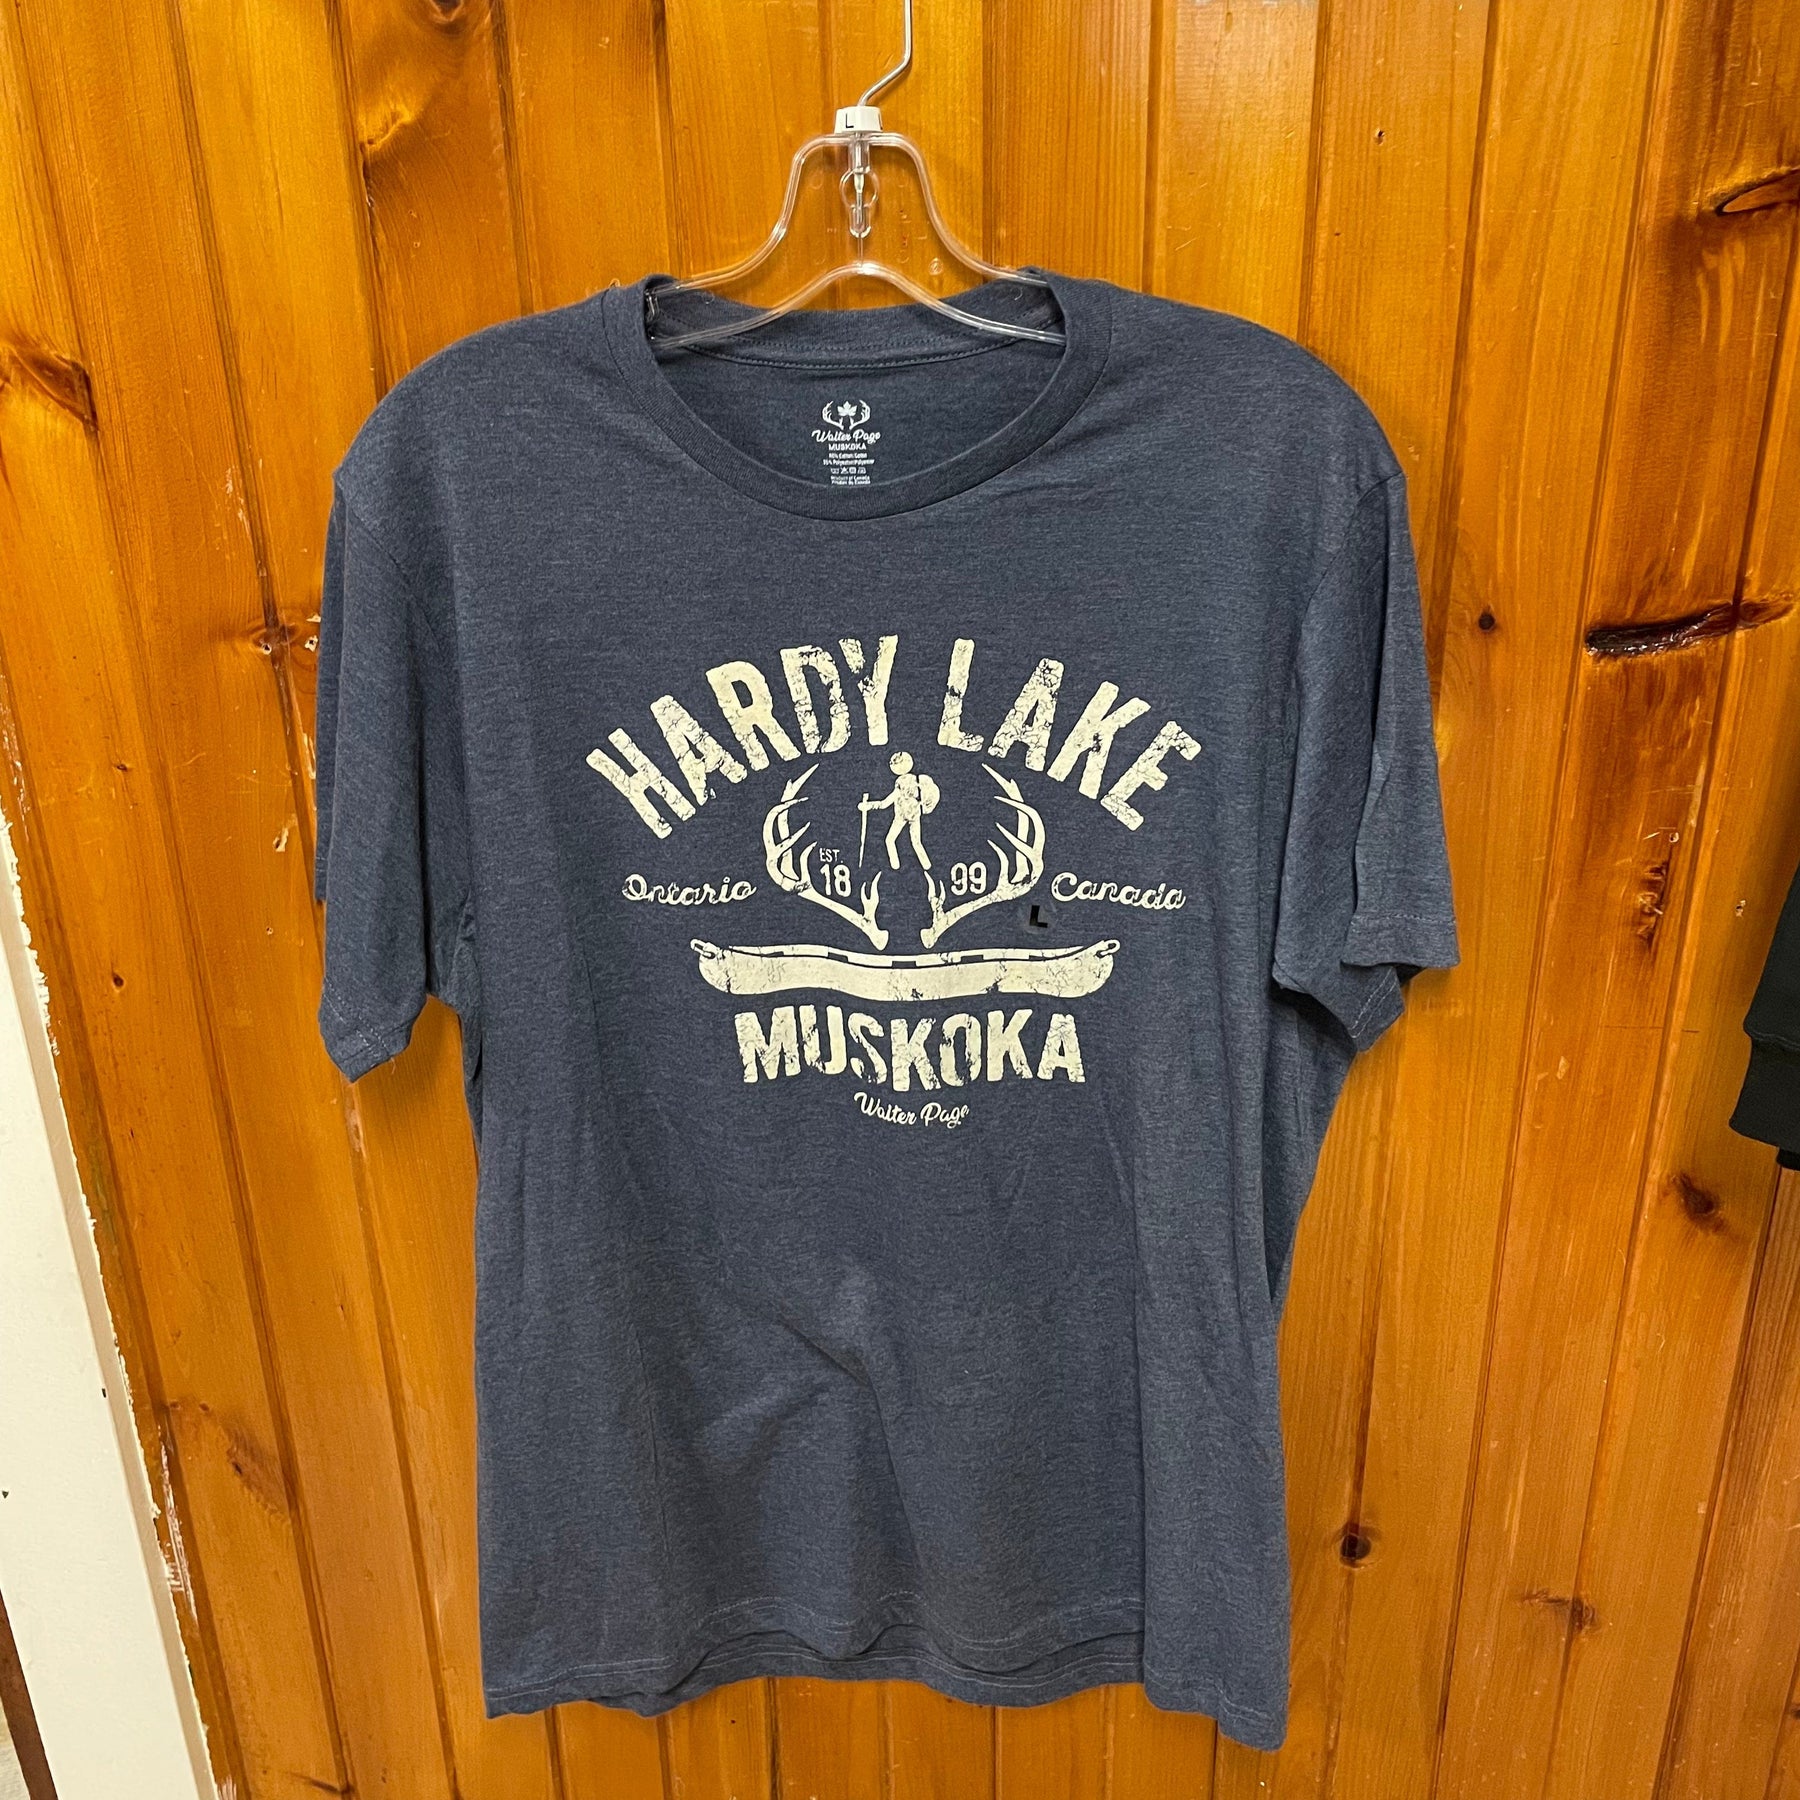 L
Walter Page
MUSKOKA
HARDY LAKE
EST.
18 99
Ontario Canada
L
MUSKOKA
Walter Page